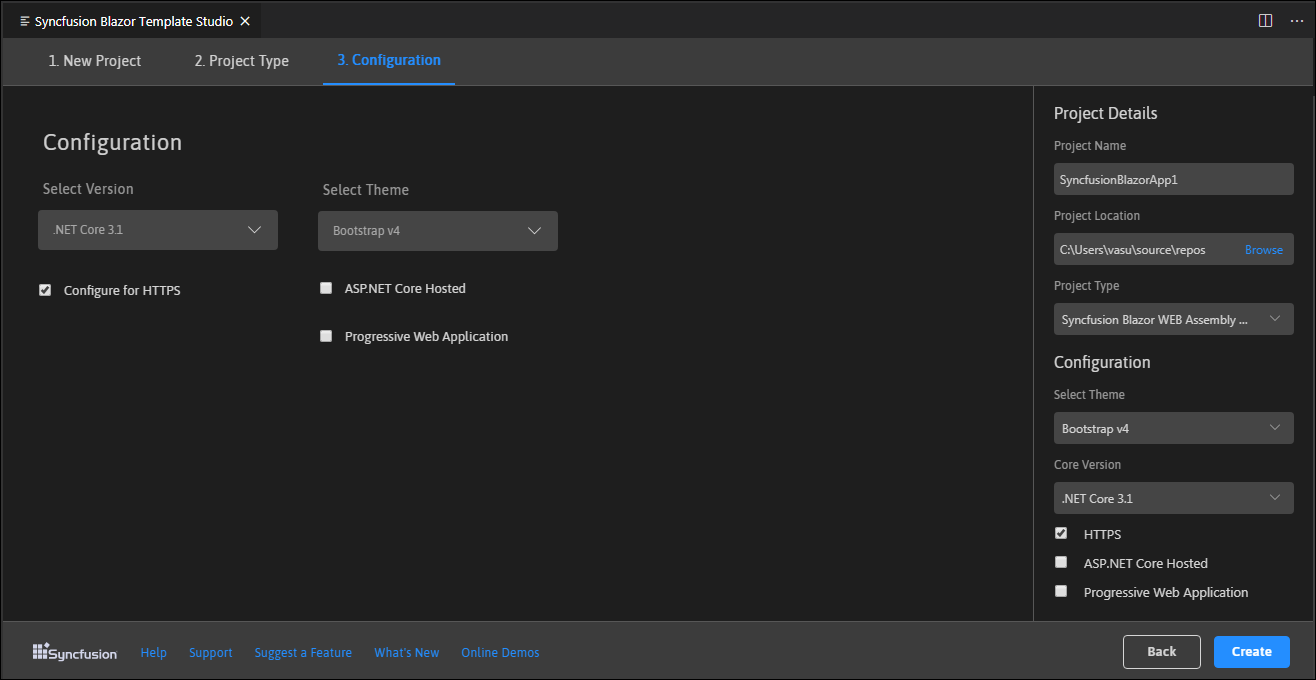 Syncfusion Blazor Template Studio
1. New Project
2. Project Type
3. Configuration
Configuration
Select Version
Select Theme
.NET Core 3.1
Bootstrap v4
Configure for HTTPS
ASP.NET Core Hosted
Progressive Web Application
Project Details
Project Name
SyncfusionBlazorApp1
Project Location
C:\Users\vasu\source\repos
Browse
Project Type
Syncfusion Blazor WEB Assembly ...
Configuration
Select Theme
Bootstrap v4
Core Version
.NET Core 3.1
HTTPS
ASP.NET Core Hosted
Progressive Web Application
Syncfusion
Help
Support
Suggest a Feature
What's New
Online Demos
Back
Create